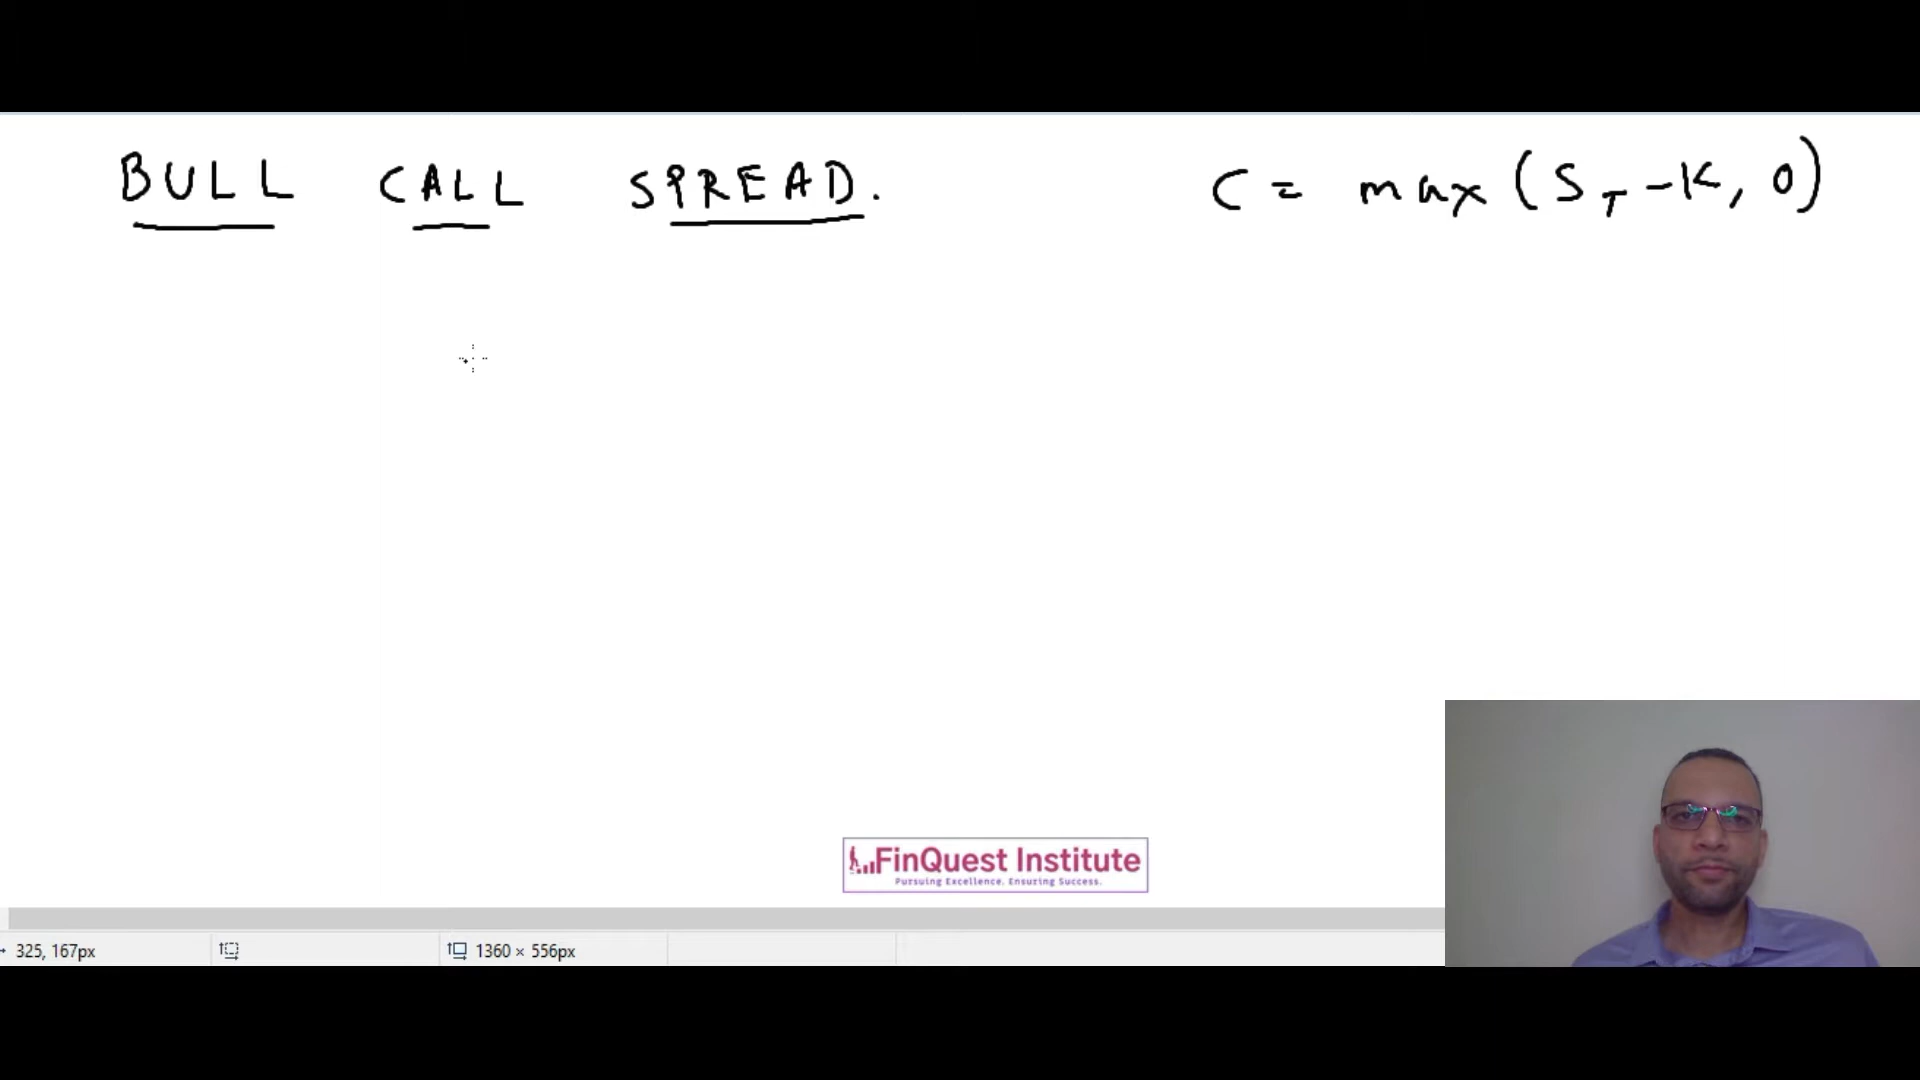 BULL CALL SPREAD. C = max (S_T - K, 0)
FinQuest Institute
Pursuing Excellence. Ensuring Success.
325, 167px 1360 × 556px